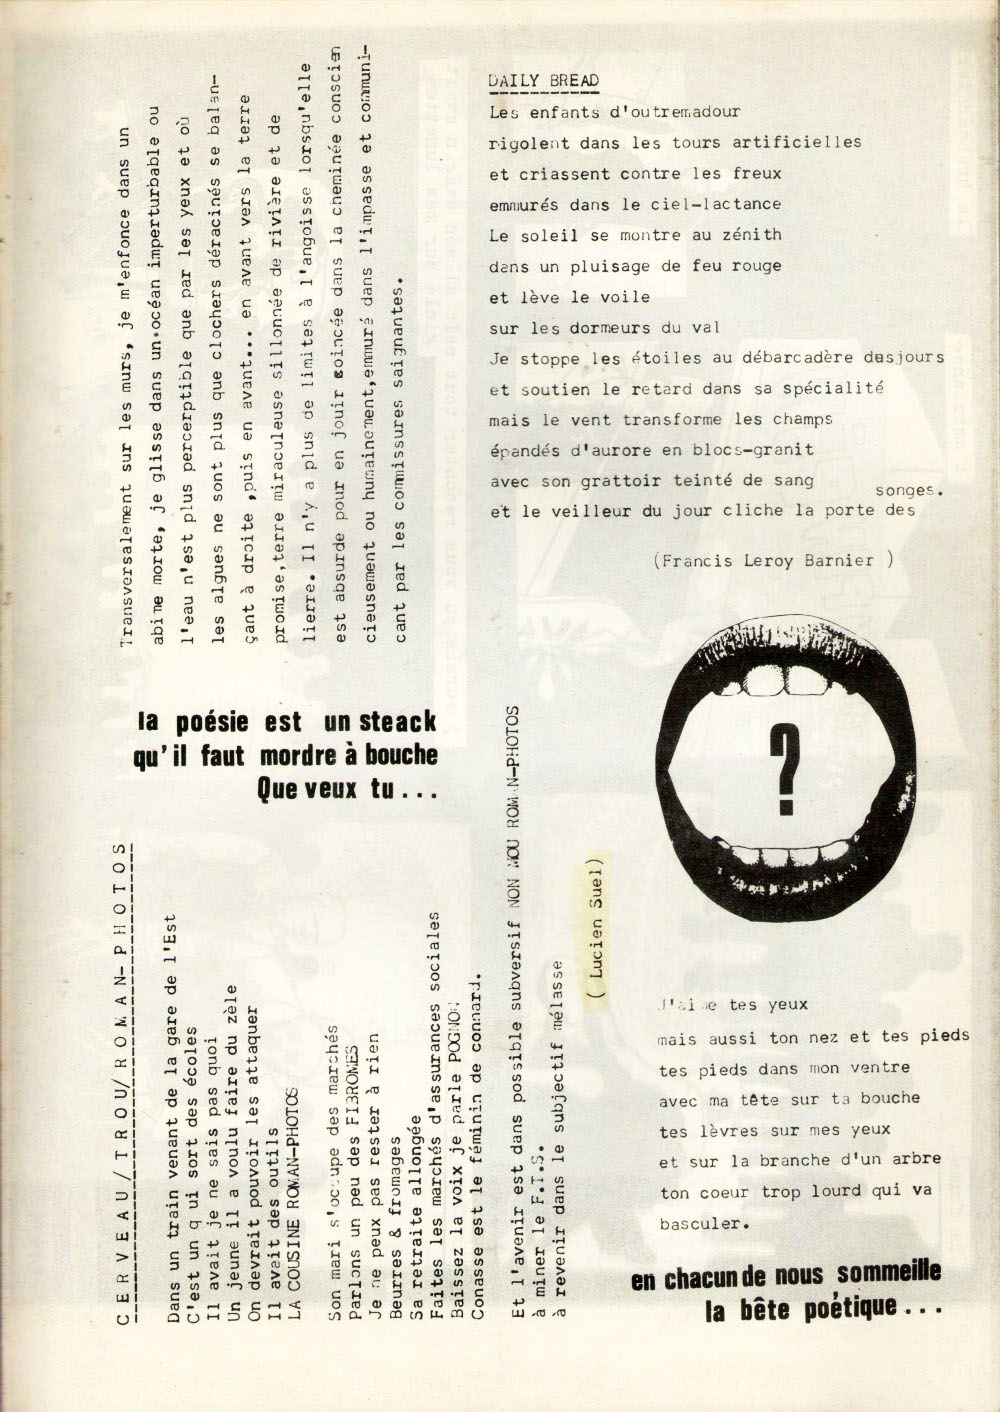 Transversalement sur les murs, je m'enfonce dans un
abime morte, je glisse dans un océan imperturbable ou
l'eau n'est plus percerptible que par les yeux et où
les algues ne sont plus que clochers déracinés se balan-
çant à droite ,puis en avant... en avant vers la terre
promise,terre miraculeuse sillonnée de rivière et de
lierre. Il n'y a plus de limites à l'angoisse lorsqu'elle
est absurde pour en jouir coincée dans la cheminée conscien
cieusement ou humainement,emmuré dans l'impasse et communi-
cant par les commissures saignantes.
DAILY BREAD
Les enfants d'outremadour
rigolent dans les tours artificielles
et criassent contre les freux
emmurés dans le ciel-lactance
Le soleil se montre au zénith
dans un pluisage de feu rouge
et lève le voile
sur les dormeurs du val
Je stoppe les étoiles au débarcadère desjours
et soutien le retard dans sa spécialité
mais le vent transforme les champs
épandés d'aurore en blocs-granit
avec son grattoir teinté de sang
et le veilleur du jour cliche la porte des songes.
(Francis Leroy Barnier )
la poésie est un steack
qu'il faut mordre à bouche
Que veux tu ...
?
CERVEAU/TROU/ROMAN-PHOTOS
Dans un train venant de la gare de l'Est
C'est un q ui sort des écoles
Il avait je ne sais pas quoi
Un jeune il a voulu faire du zèle
On devrait pouvoir les attaquer
Il avait des outils
LA COUSINE ROMAN-PHOTOS
Son mari s'occupe des marchés
Parlons un peu des FIBROMES
Je ne peux pas rester à rien
Beurres & fromages
Sa retraite allongée
Faites les marchés d'assurances sociales
Baissez la voix je parle POGNON
Conasse est le féminin de connard.
Et l'avenir est dans possible subversif NON MOU ROMAN-PHOTOS
à miner le F.T.S.
à revenir dans le subjectif mélasse
( Lucien Suel)
J'aime tes yeux
mais aussi ton nez et tes pieds
tes pieds dans mon ventre
avec ma tête sur ta bouche
tes lèvres sur mes yeux
et sur la branche d'un arbre
ton coeur trop lourd qui va
basculer.
en chacun de nous sommeille
la bête poétique ...